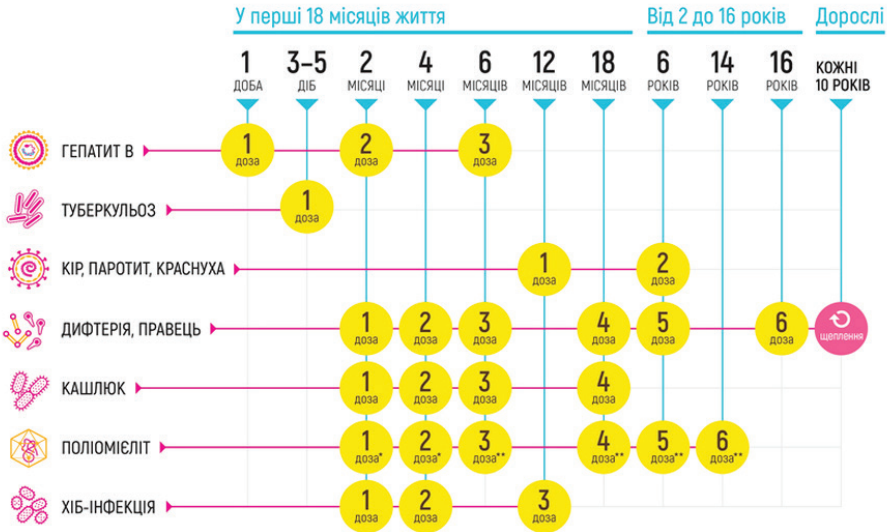 У перші 18 місяців життя
Від 2 до 16 років
Дорослі
1 ДОБА
3–5 ДІБ
2 МІСЯЦІ
4 МІСЯЦІ
6 МІСЯЦІВ
12 МІСЯЦІВ
18 МІСЯЦІВ
6 РОКІВ
14 РОКІВ
16 РОКІВ
КОЖНІ
10 РОКІВ
ГЕПАТИТ В
1 доза
2 доза
3 доза
ТУБЕРКУЛЬОЗ
1 доза
КІР, ПАРОТИТ, КРАСНУХА
1 доза
2 доза
ДИФТЕРІЯ, ПРАВЕЦЬ
1 доза
2 доза
3 доза
4 доза
5 доза
6 доза
щеплення
КАШЛЮК
1 доза
2 доза
3 доза
4 доза
ПОЛІОМІЄЛІТ
1 доза*
2 доза*
3 доза**
4 доза**
5 доза**
6 доза**
ХІБ-ІНФЕКЦІЯ
1 доза
2 доза
3 доза